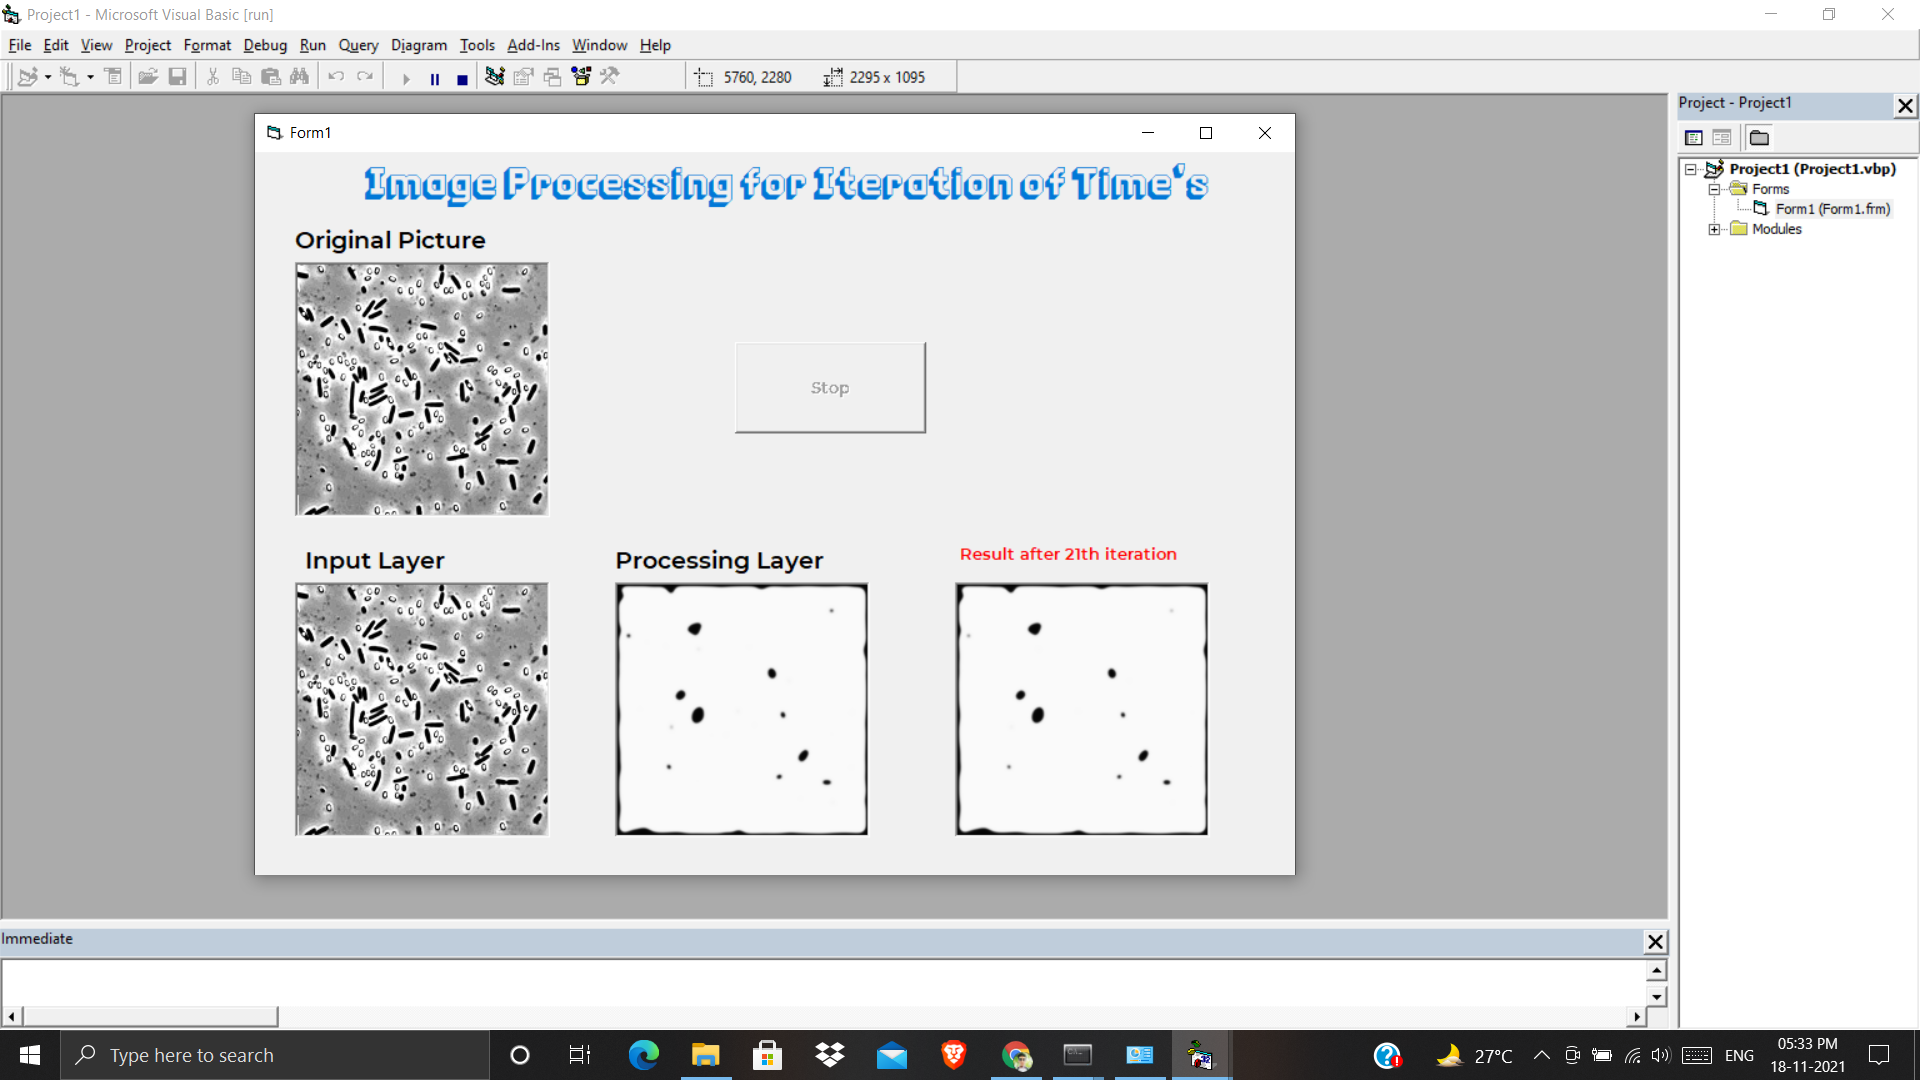 Project1 - Microsoft Visual Basic [run]
File Edit View Project Format Debug Run Query Diagram Tools Add-Ins Window Help
5760, 2280 2295 x 1095
Project - Project1
Project1 (Project1.vbp)
Forms
Form1 (Form1.frm)
Modules
Form1
Image Processing for Iteration of Time's
Original Picture
Stop
Input Layer
Processing Layer
Result after 21th iteration
Immediate
Type here to search
27°C
ENG
05:33 PM
18-11-2021